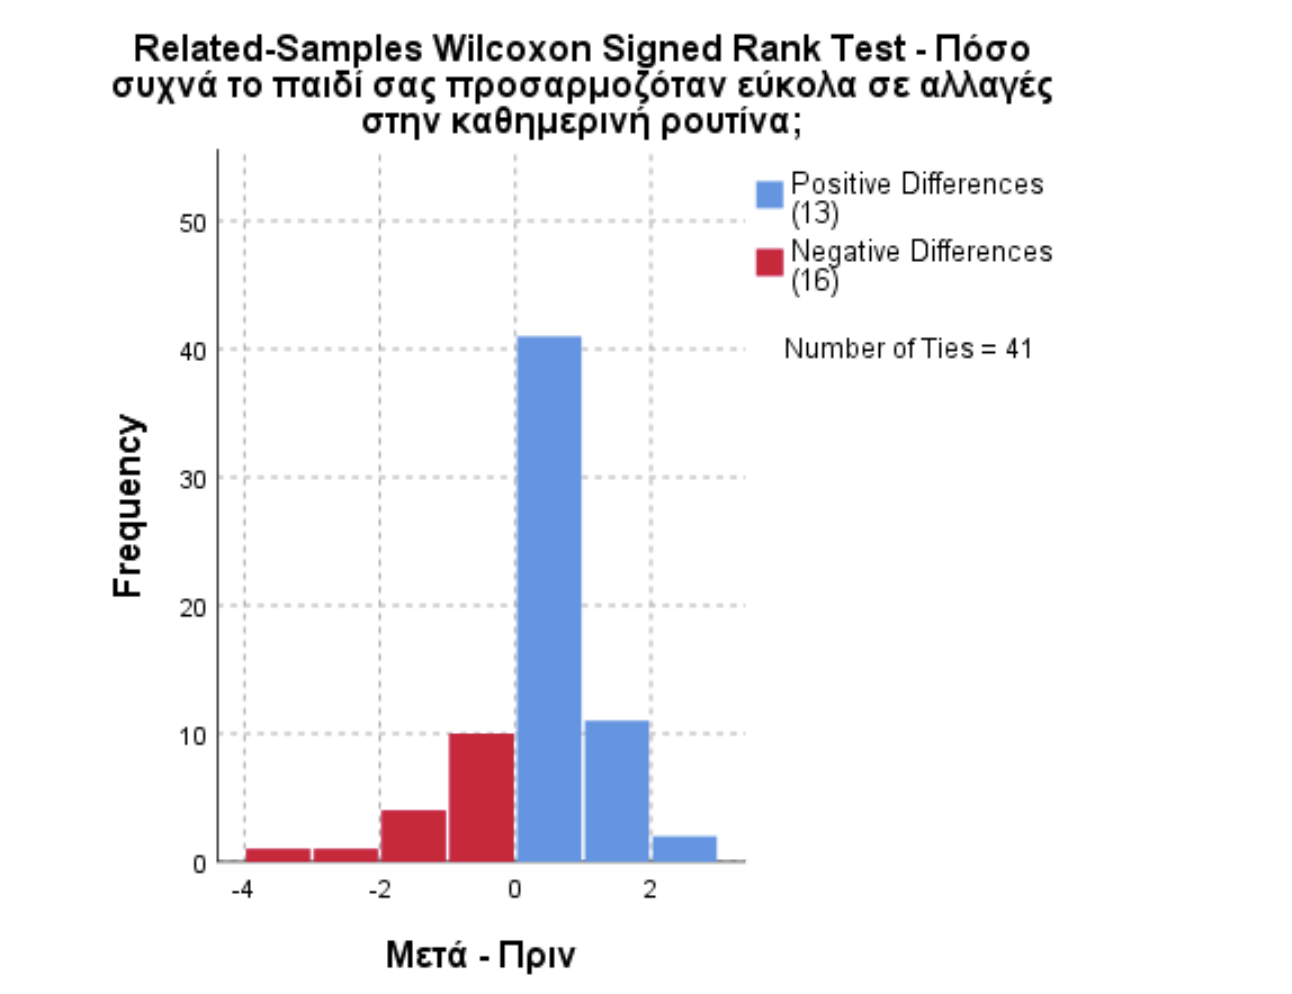 Related-Samples Wilcoxon Signed Rank Test - Πόσο
συχνά το παιδί σας προσαρμοζόταν εύκολα σε αλλαγές
στην καθημερινή ρουτίνα;
Positive Differences
(13)
Negative Differences
(16)
Number of Ties = 41
Frequency
50
40
30
20
10
0
-4
-2
0
2
Μετά - Πριν